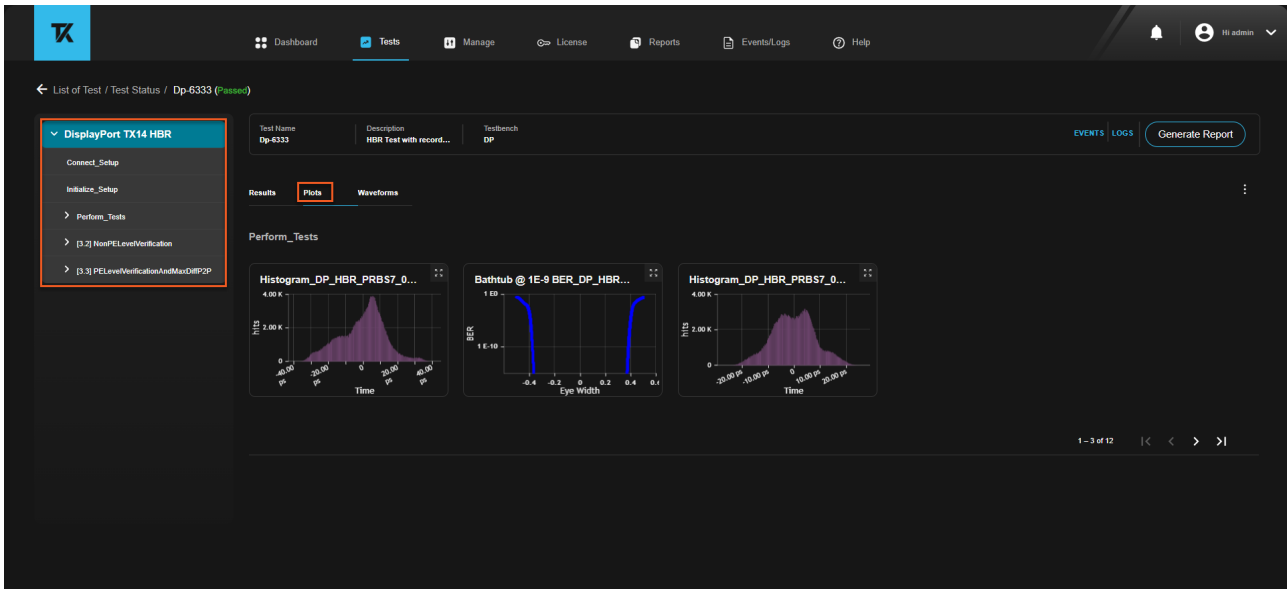 TK
Dashboard
Tests
Manage
License
Reports
Events/Logs
Help
Hi admin
List of Test / Test Status / Dp-6333 (Passed)
DisplayPort TX14 HBR
Connect_Setup
Initialize_Setup
Perform_Tests
[3.2] NonPELevelVerification
[3.3] PELevelVerificationAndMaxDiffP2P
Test Name
Dp-6333
Description
HBR Test with record...
Testbench
DP
EVENTS
LOGS
Generate Report
Results
Plots
Waveforms
Perform_Tests
Histogram_DP_HBR_PRBS7_0...
4.00 K
2.00 K
0
hits
-40.00 ps
-20.00 ps
0
20.00 ps
40.00 ps
Time
Bathtub @ 1E-9 BER_DP_HBR...
1 E0
1 E-10
BER
-0.4
-0.2
0
0.2
0.4
Eye Width
Histogram_DP_HBR_PRBS7_0...
4.00 K
2.00 K
0
hits
-20.00 ps
-10.00 ps
0
10.00 ps
20.00 ps
Time
1 – 3 of 12